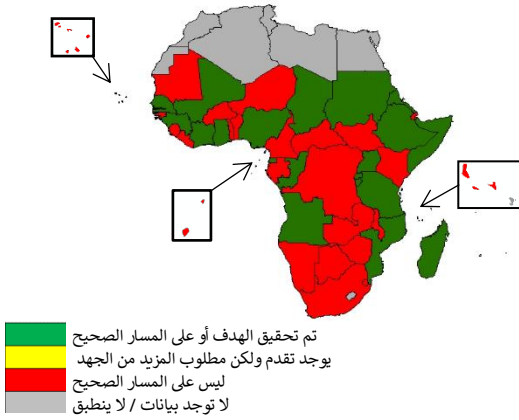 تم تحقيق الهدف أو على المسار الصحيح
يوجد تقدم ولكن مطلوب المزيد من الجهد
ليس على المسار الصحيح
لا توجد بيانات / لا ينطبق